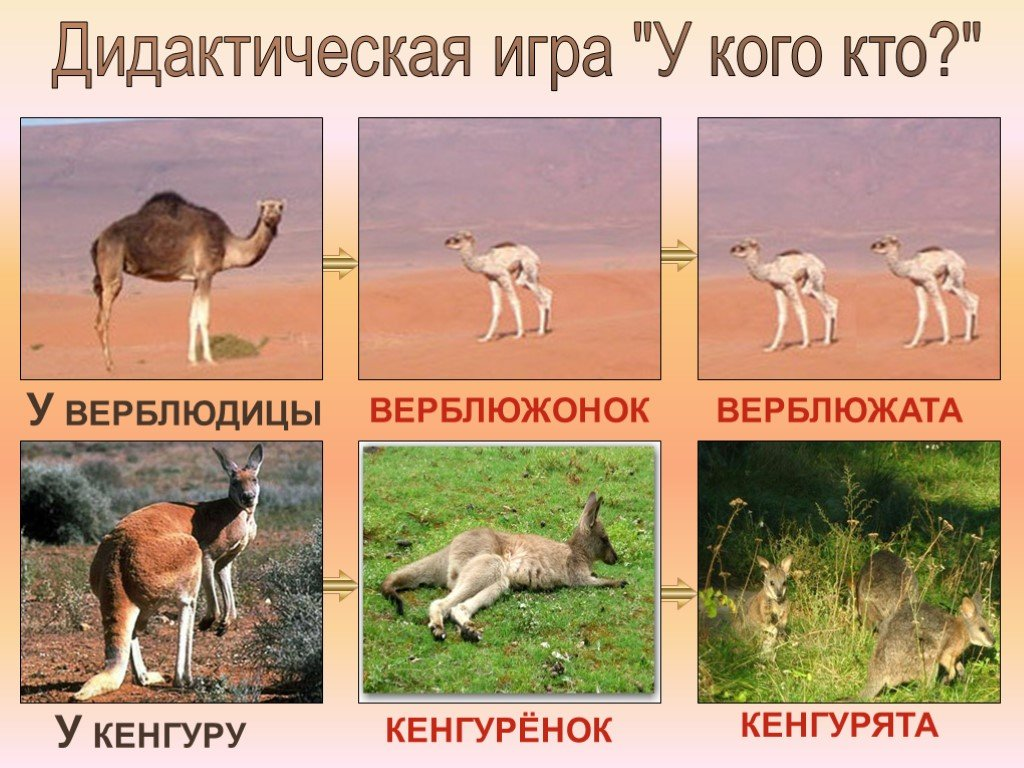 Дидактическая игра "У кого кто?"
У ВЕРБЛЮДИЦЫ ВЕРБЛЮЖОНОК ВЕРБЛЮЖАТА
У КЕНГУРУ КЕНГУРЁНОК КЕНГУРЯТА